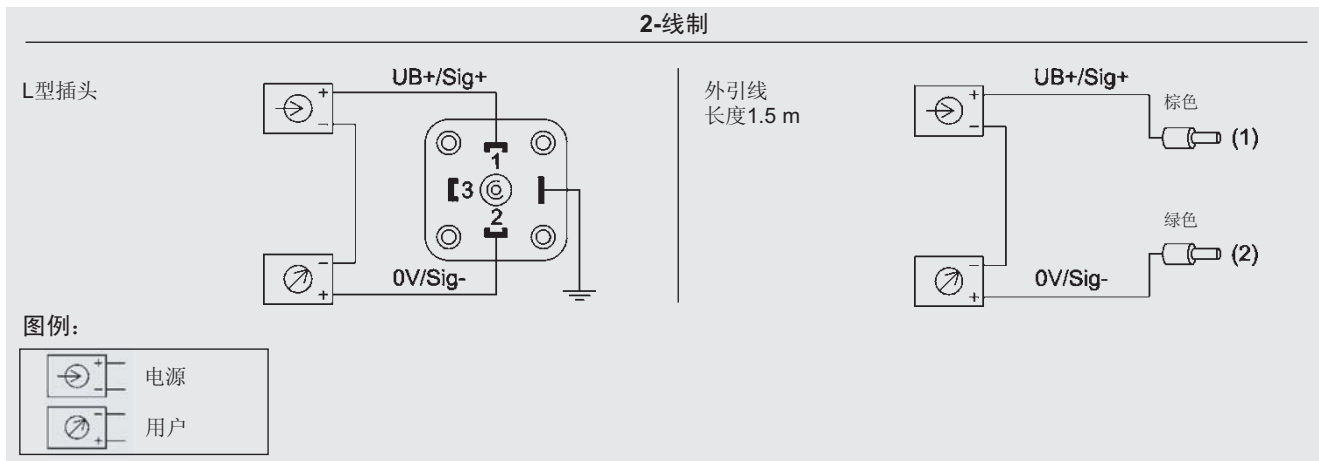 2-线制
L型插头
UB+/Sig+
+
−
1
3
2
−
+
0V/Sig-
外引线
长度1.5 m
UB+/Sig+
+
−
棕色
(1)
绿色
(2)
−
+
0V/Sig-
图例：
+
−
电源
−
+
用户